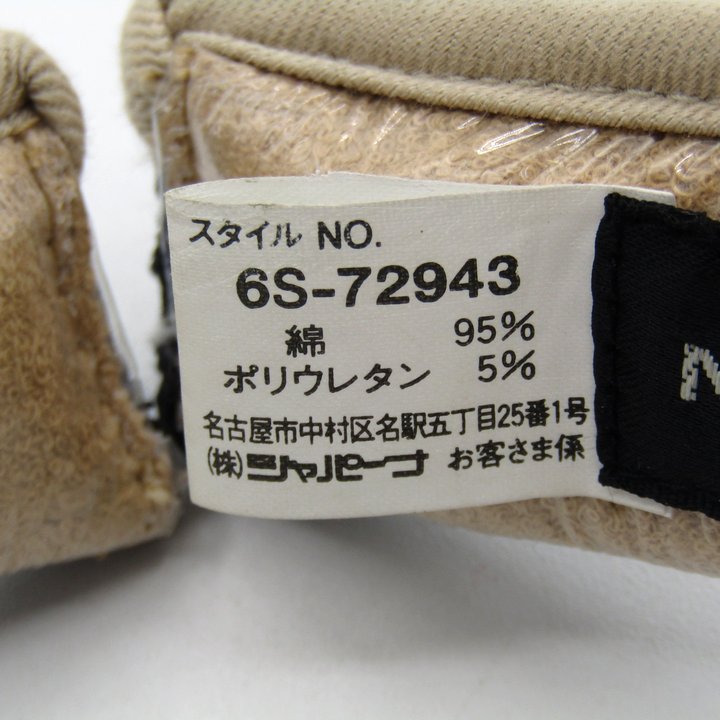 スタイル NO.
6S-72943
綿 95%
ポリウレタン 5%
名古屋市中村区名駅五丁目25番1号
(株)ジャパーナ お客さま係